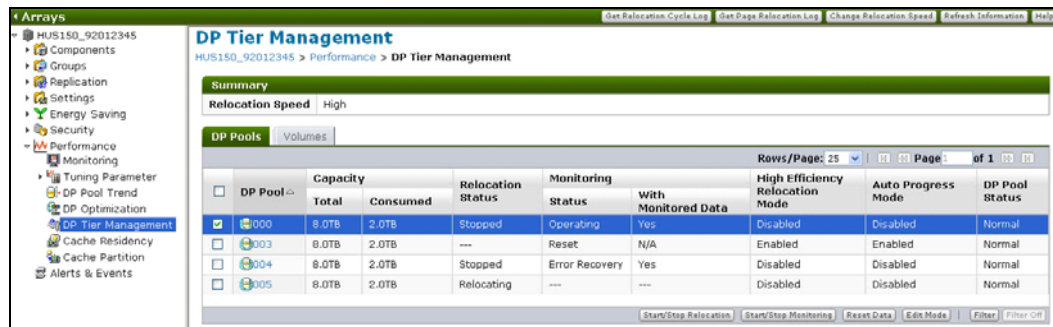 Arrays
Get Relocation Cycle Log Get Page Relocation Log Change Relocation Speed Refresh Information Help
HUS150_92012345
Components
Groups
Replication
Settings
Energy Saving
Security
Performance
Monitoring
Tuning Parameter
DP Pool Trend
DP Optimization
DP Tier Management
Cache Residency
Cache Partition
Alerts & Events
DP Tier Management
HUS150_92012345 > Performance > DP Tier Management
Summary
Relocation Speed High
DP Pools Volumes
Rows/Page: 25 Page 1 of 1
DP Pool Capacity Total Consumed Relocation Status Monitoring Status With Monitored Data High Efficiency Relocation Mode Auto Progress Mode DP Pool Status
000 8.0TB 2.0TB Stopped Operating Yes Disabled Disabled Normal
003 8.0TB 2.0TB --- Reset N/A Enabled Enabled Normal
004 8.0TB 2.0TB Stopped Error Recovery Yes Disabled Disabled Normal
005 8.0TB 2.0TB Relocating --- --- Disabled Disabled Normal
Start/Stop Relocation Start/Stop Monitoring Reset Data Edit Mode | Filter Filter Off